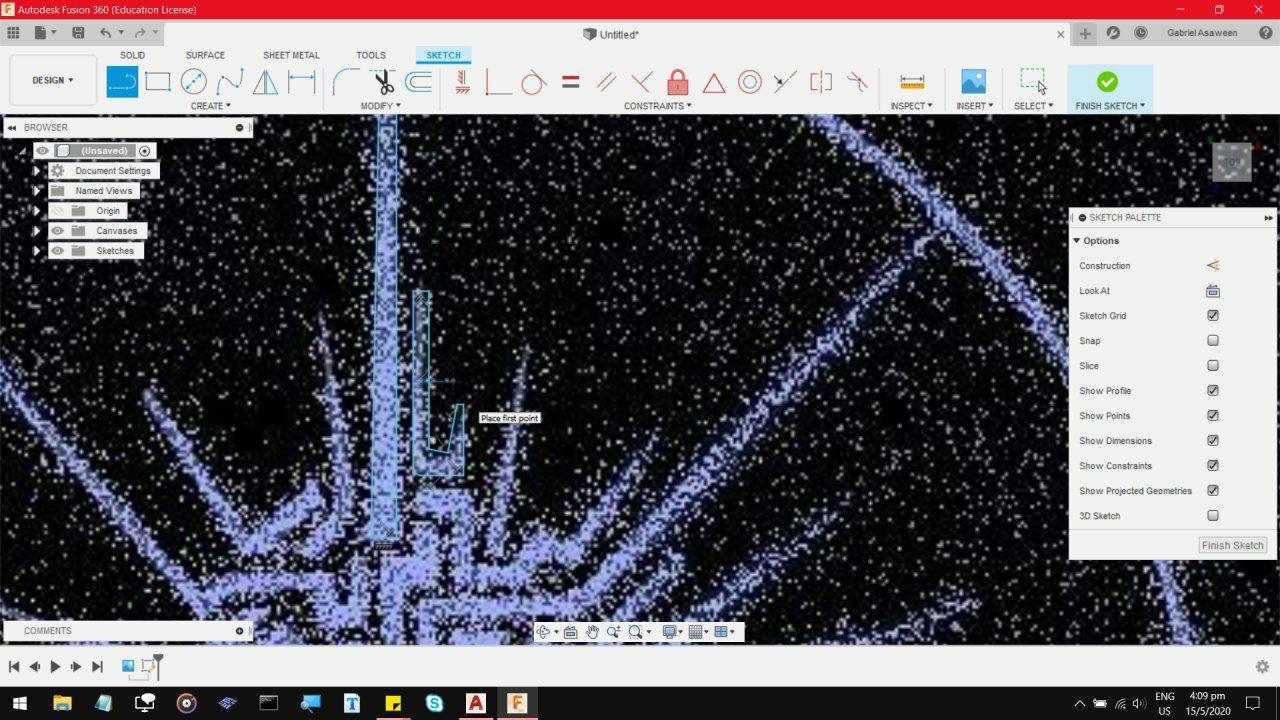 Autodesk Fusion 360 (Education License)
Untitled*
Gabriel Asaween
DESIGN
SOLID SURFACE SHEET METAL TOOLS SKETCH
CREATE MODIFY CONSTRAINTS INSPECT INSERT SELECT FINISH SKETCH
BROWSER
(Unsaved)
Document Settings
Named Views
Origin
Canvases
Sketches
TOP
Place first point
SKETCH PALETTE
Options
Construction
Look At
Sketch Grid
Snap
Slice
Show Profile
Show Points
Show Dimensions
Show Constraints
Show Projected Geometries
3D Sketch
Finish Sketch
COMMENTS
ENG
US
4:09 pm
15/5/2020